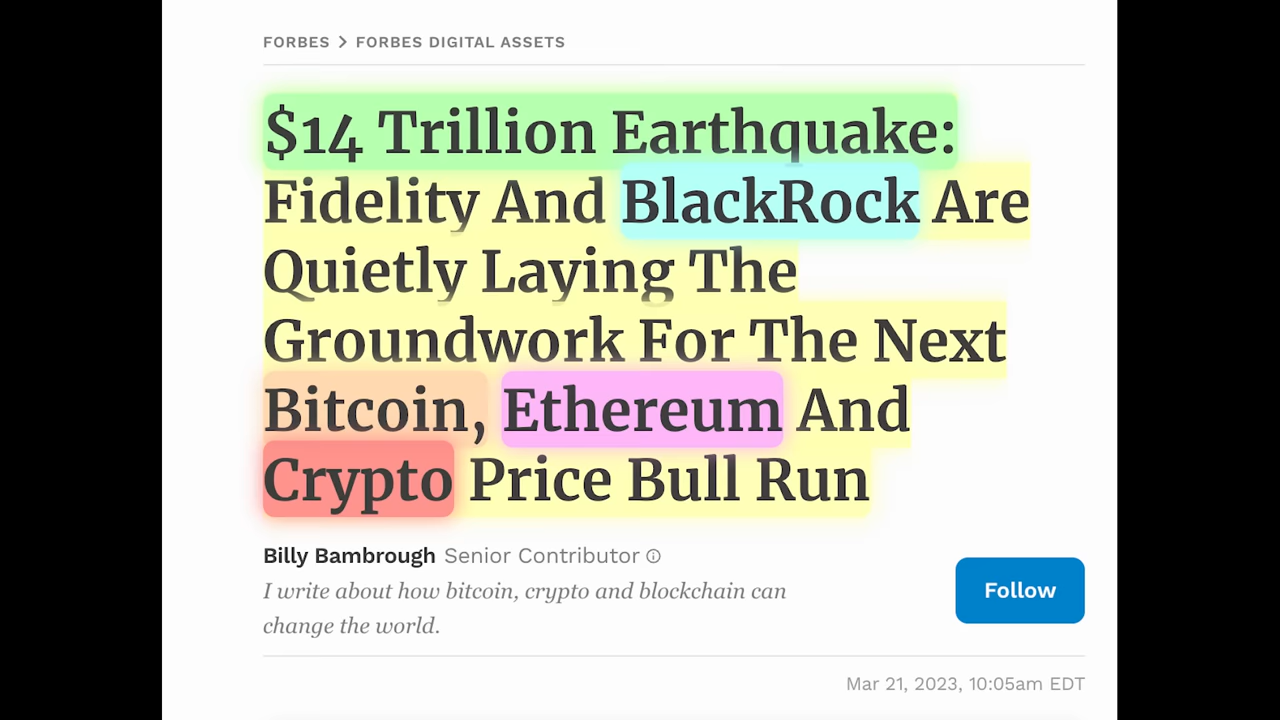 FORBES > FORBES DIGITAL ASSETS
$14 Trillion Earthquake:
Fidelity And BlackRock Are
Quietly Laying The
Groundwork For The Next
Bitcoin, Ethereum And
Crypto Price Bull Run
Billy Bambrough Senior Contributor
I write about how bitcoin, crypto and blockchain can
change the world.
Follow
Mar 21, 2023, 10:05am EDT